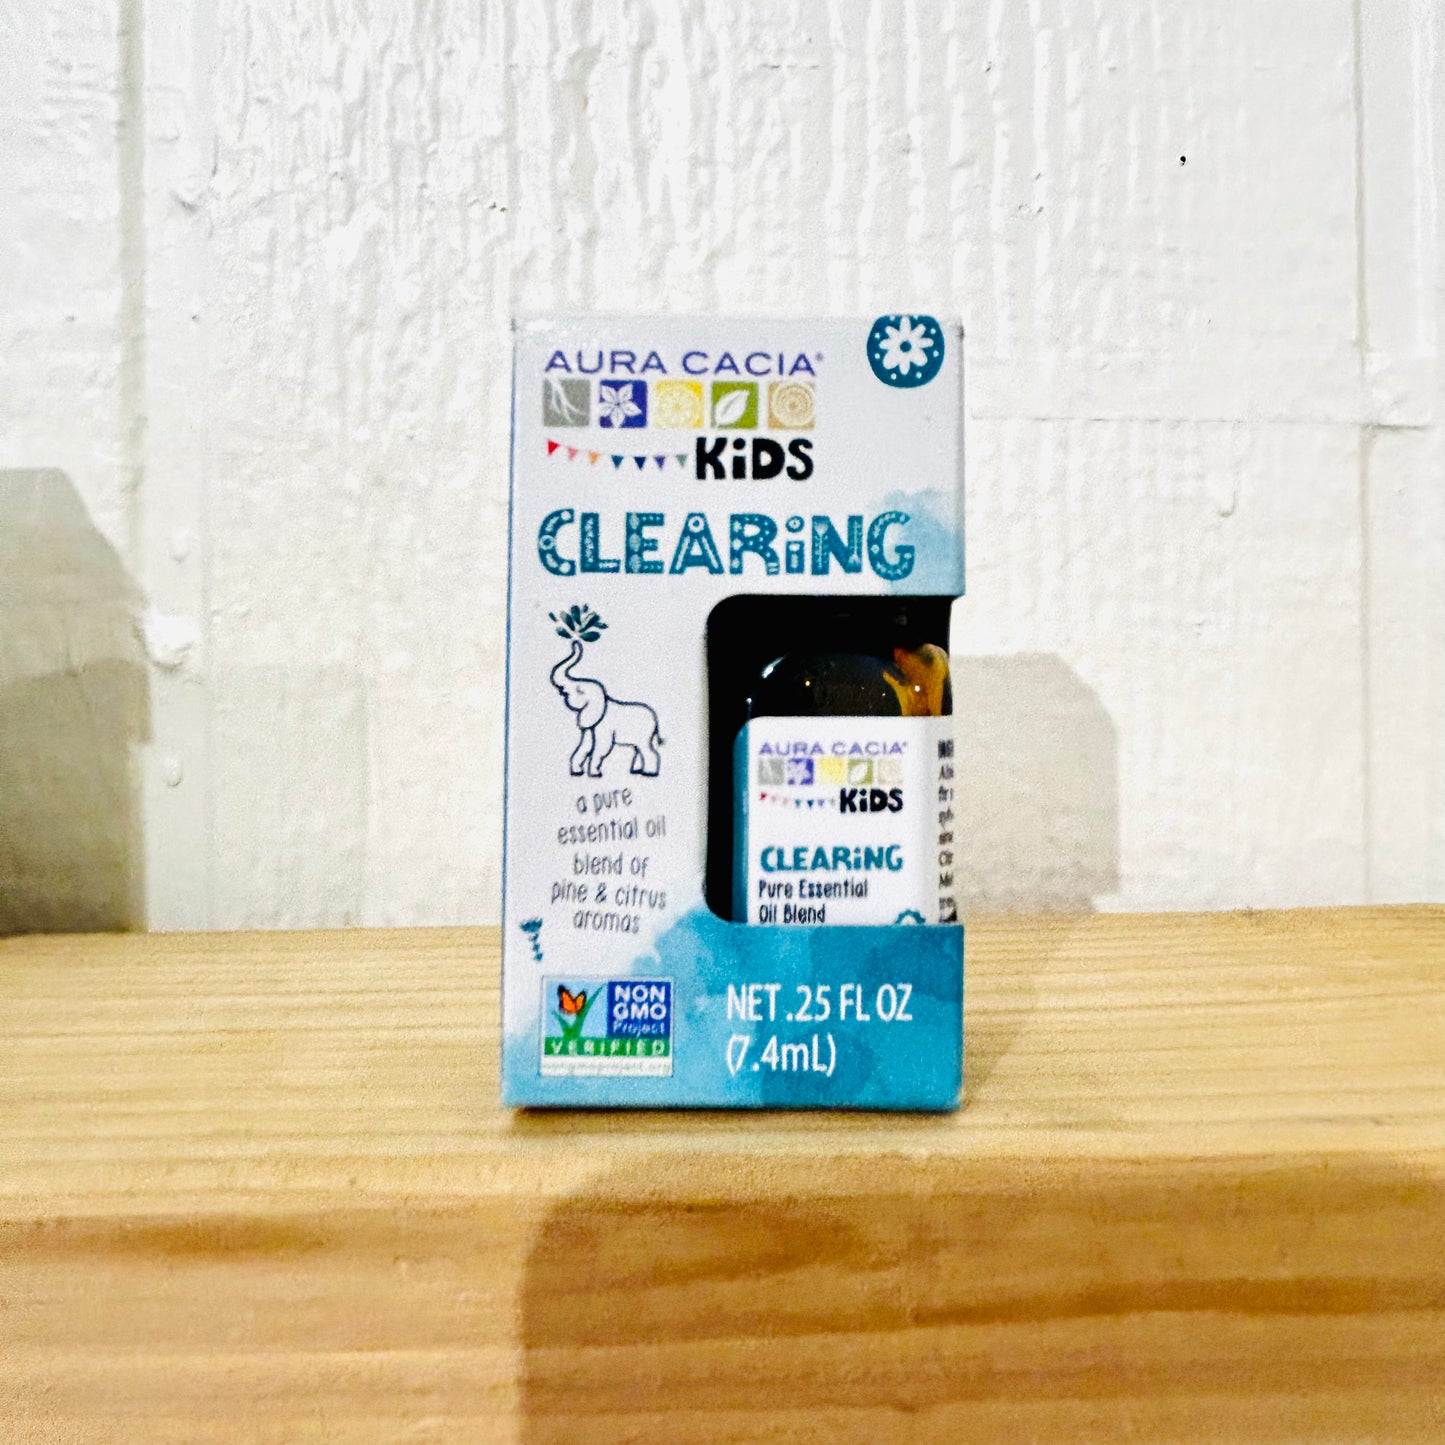 AURA CACIA®
KiDS
CLEARiNG
a pure
essential oil
blend of
pine & citrus
aromas
AURA CACIA®
KiDS
CLEARiNG
Pure Essential
Oil Blend
NON
GMO
Project
VERIFIED
NET .25 FL OZ
(7.4mL)